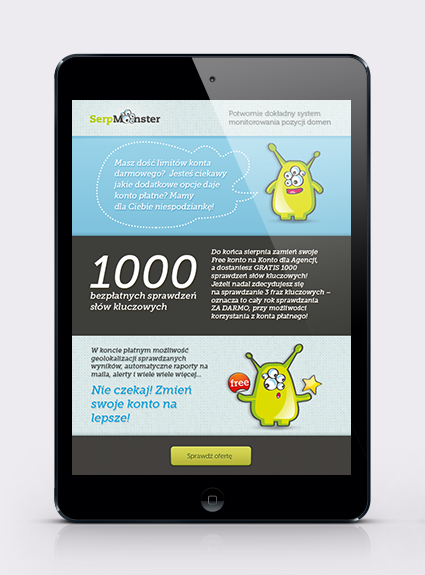 SerpMonster
Potwornie dokładny system
monitorowania pozycji domen
Masz dość limitów konta
darmowego? Jesteś ciekawy
jakie dodatkowe opcje daje
konto płatne? Mamy
dla Ciebie niespodziankę!
1000
bezpłatnych sprawdzeń
słów kluczowych
Do końca sierpnia zamień swoje
Free konto na Konto dla Agencji,
a dostaniesz GRATIS 1000
sprawdzeń słów kluczowych!
Jeżeli nadal zdecydujesz się
na sprawdzanie 3 fraz kluczowych –
oznacza to cały rok sprawdzania
ZA DARMO, przy możliwości
korzystania z konta płatnego!
W koncie płatnym możliwość
geolokalizacji sprawdzanych
wyników, automatyczne raporty na
maila, alerty i wiele wiele więcej...
Nie czekaj! Zmień
swoje konto na
lepsze!
free
Sprawdź ofertę